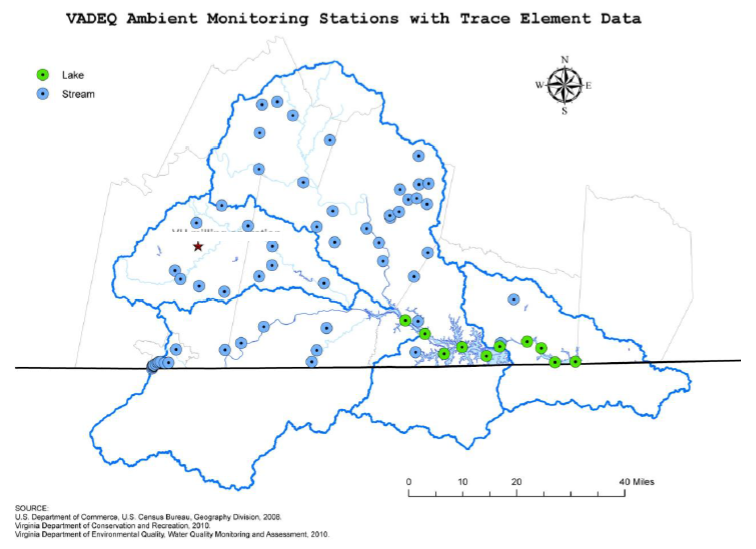 VADEQ Ambient Monitoring Stations with Trace Element Data
Lake
Stream
N
W
E
S
0 10 20 40 Miles
SOURCE:
U.S. Department of Commerce, U.S. Census Bureau, Geography Division, 2008.
Virginia Department of Conservation and Recreation, 2010.
Virginia Department of Environmental Quality, Water Quality Monitoring and Assessment, 2010.